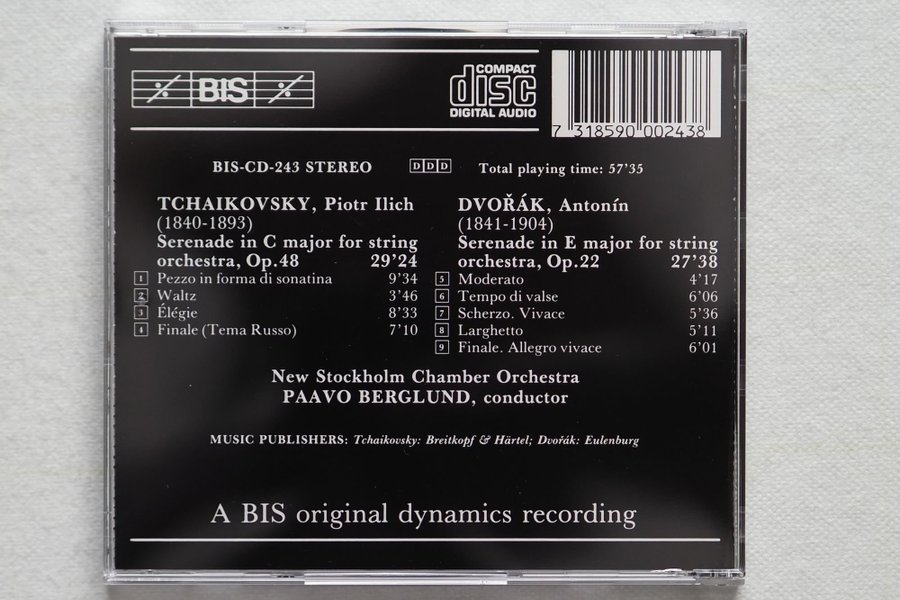 BIS
COMPACT
disc
DIGITAL AUDIO
7 318590 002438
BIS-CD-243 STEREO DDD Total playing time: 57'35
TCHAIKOVSKY, Piotr Ilich
(1840-1893)
Serenade in C major for string
orchestra, Op.48 29'24
1 Pezzo in forma di sonatina 9'34
2 Waltz 3'46
3 Élégie 8'33
4 Finale (Tema Russo) 7'10
DVOŘÁK, Antonín
(1841-1904)
Serenade in E major for string
orchestra, Op.22 27'38
5 Moderato 4'17
6 Tempo di valse 6'06
7 Scherzo. Vivace 5'36
8 Larghetto 5'11
9 Finale. Allegro vivace 6'01
New Stockholm Chamber Orchestra
PAAVO BERGLUND, conductor
MUSIC PUBLISHERS: Tchaikovsky: Breitkopf & Härtel; Dvořák: Eulenburg
A BIS original dynamics recording